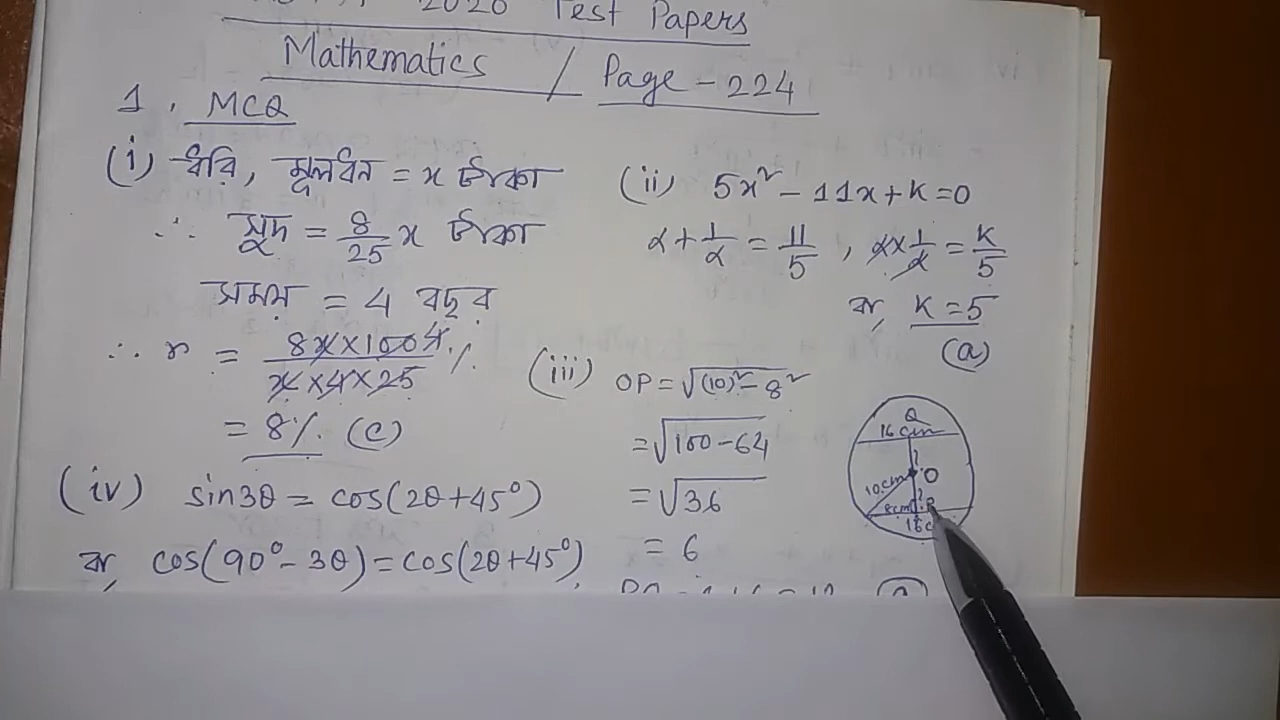 2020 Test Papers
Mathematics / Page - 224
1. MCQ
(i) ধরি, মূলধন = x টাকা
∴ সুদ = 8/25 x টাকা
সময় = 4 বছর
∴ r = 8x×100 4 / x×4×25 %
= 8% (c)
(ii) 5x² - 11x + k = 0
α + 1/α = 11/5 , α × 1/α = k/5
বা, k = 5
(a)
(iii) OP = √(10)² - 8²
= √100 - 64
= √36
= 6
Q
16 cm
O
10cm
8cm P
(iv) sin3θ = cos(2θ+45°)
বা, cos(90° - 3θ) = cos(2θ+45°)